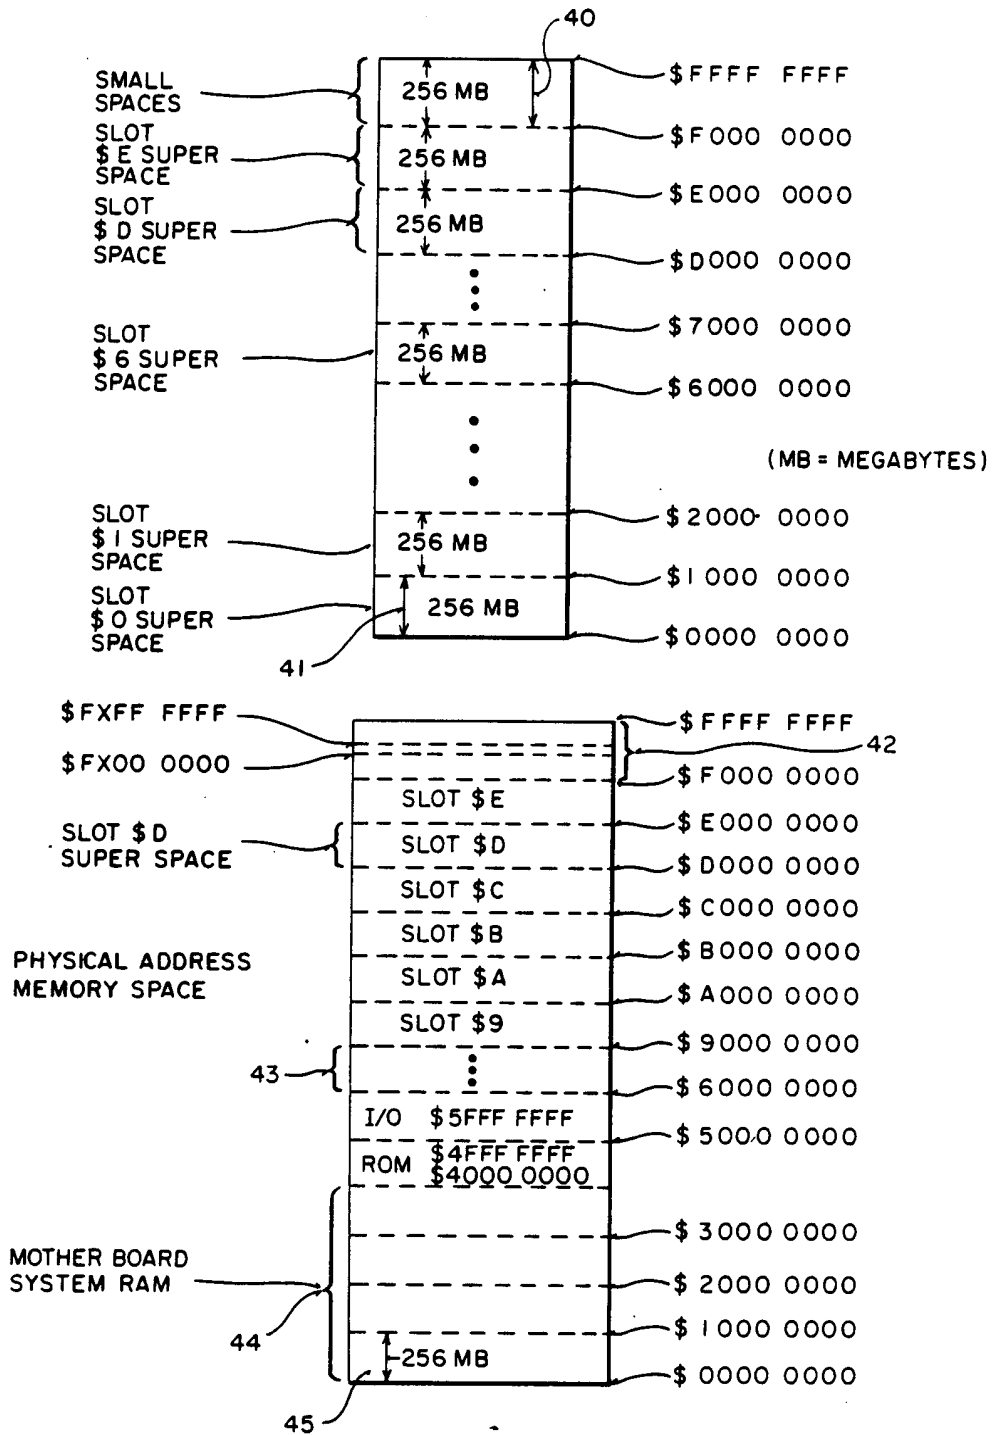 40
SMALL
SPACES
256 MB
$FFFF FFFF
$F000 0000
SLOT
$E SUPER
SPACE
256 MB
$E000 0000
SLOT
$D SUPER
SPACE
256 MB
$D000 0000
$7000 0000
SLOT
$6 SUPER
SPACE
256 MB
$6000 0000
(MB = MEGABYTES)
$2000 0000
SLOT
$1 SUPER
SPACE
256 MB
$1000 0000
SLOT
$0 SUPER
SPACE
256 MB
$0000 0000
41
$FXFF FFFF
$FX00 0000
$FFFF FFFF
42
$F000 0000
SLOT $E
$E000 0000
SLOT $D
SUPER SPACE
SLOT $D
$D000 0000
SLOT $C
$C000 0000
SLOT $B
$B000 0000
PHYSICAL ADDRESS
MEMORY SPACE
SLOT $A
$A000 0000
SLOT $9
$9000 0000
43
$6000 0000
I/O $5FFF FFFF
$5000 0000
ROM $4FFF FFFF
$4000 0000
$3000 0000
MOTHER BOARD
SYSTEM RAM
$2000 0000
44
$1000 0000
256 MB
$0000 0000
45